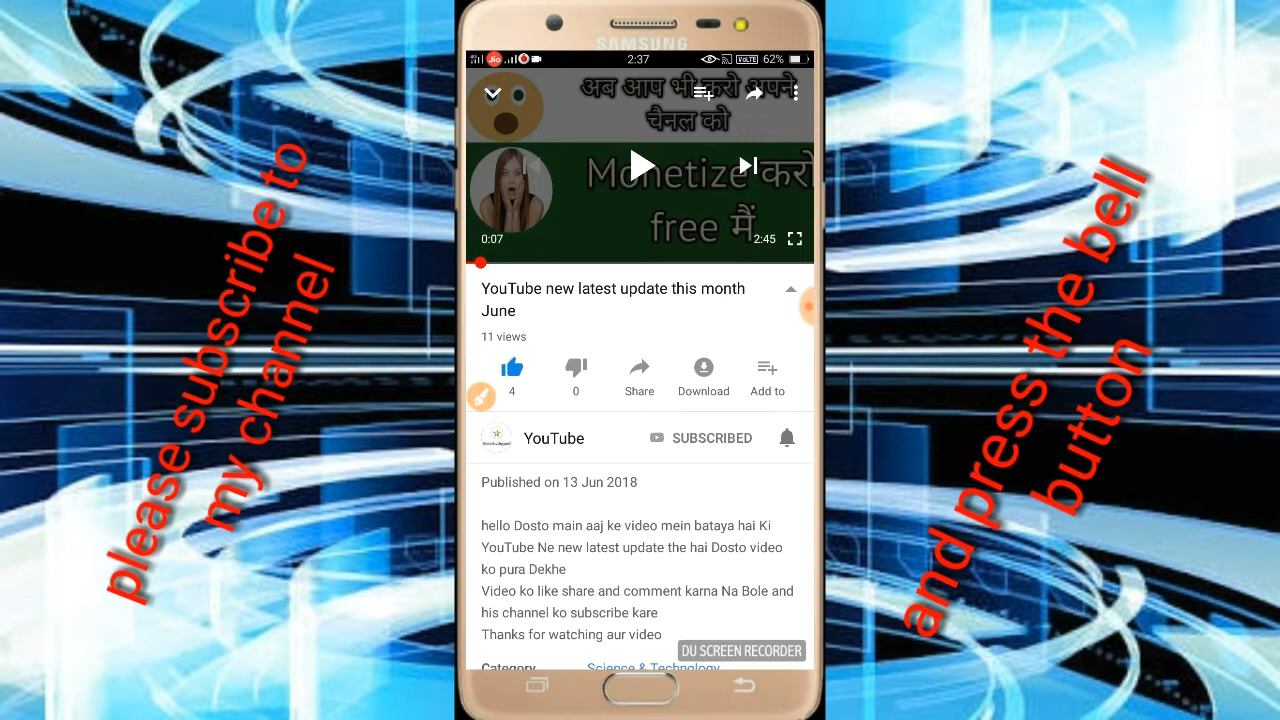 please subscribe to
my channel
SAMSUNG
Jio 2:37 VoLTE 62%
अब आप भी करो अपने
चैनल को
Monetize करो
free मैं
0:07 2:45
YouTube new latest update this month
June
11 views
4 0 Share Download Add to
YouTube SUBSCRIBED
Published on 13 Jun 2018
hello Dosto main aaj ke video mein bataya hai Ki
YouTube Ne new latest update the hai Dosto video
ko pura Dekhe
Video ko like share and comment karna Na Bole and
his channel ko subscribe kare
Thanks for watching aur video
DU SCREEN RECORDER
Category Science & Technology
and press the bell
button